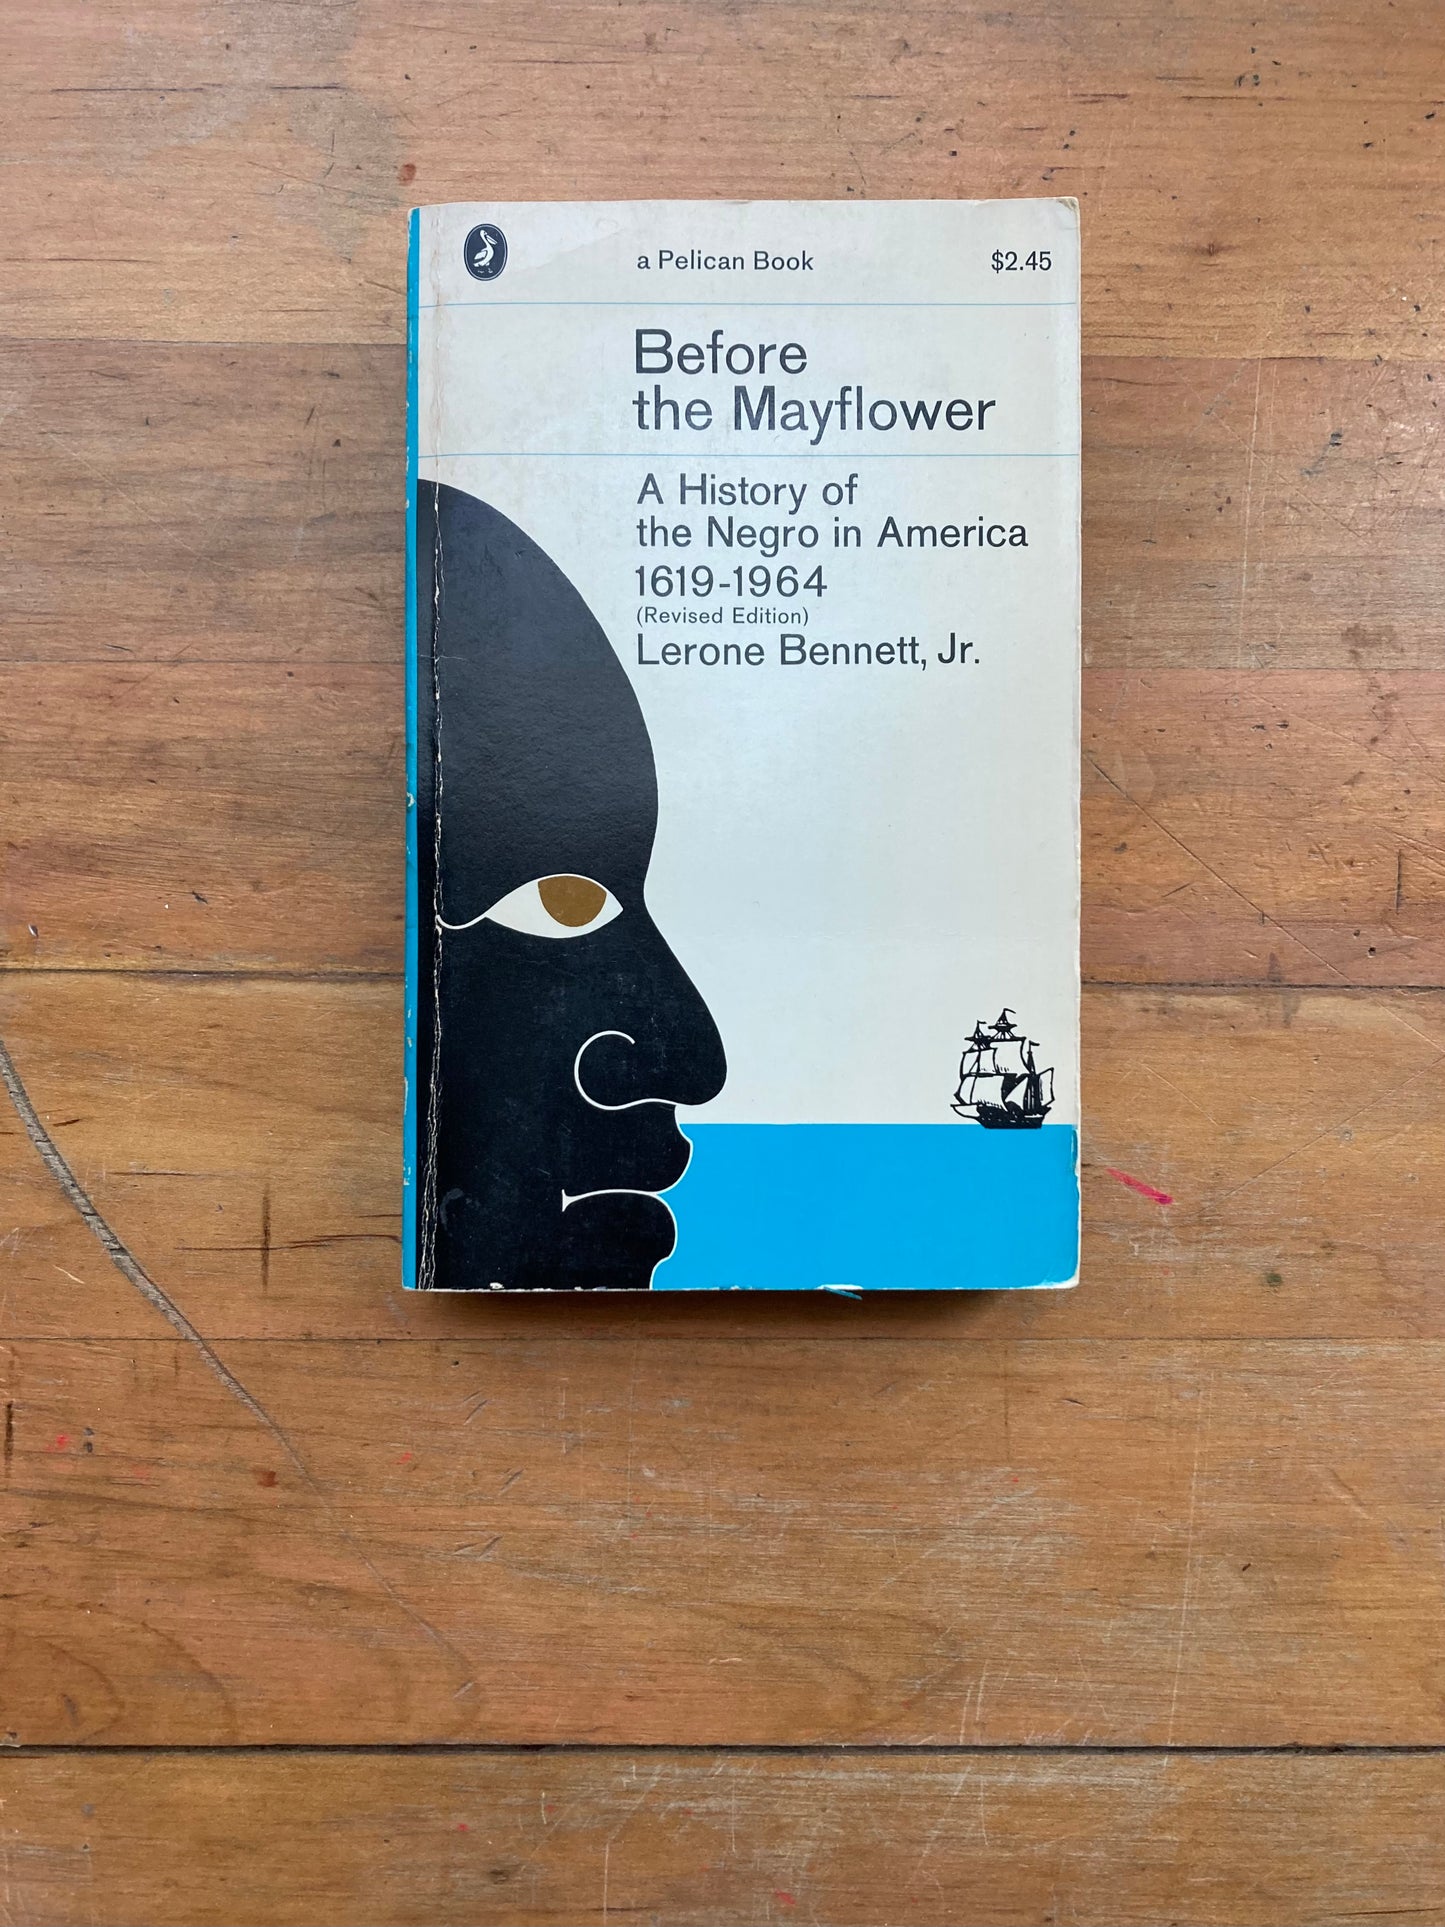 a Pelican Book
$2.45
Before
the Mayflower
A History of
the Negro in America
1619-1964
(Revised Edition)
Lerone Bennett, Jr.